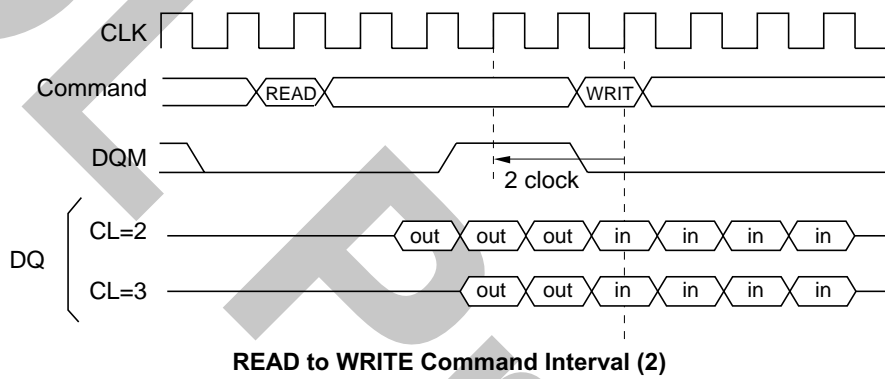 CLK
Command READ WRIT
DQM
2 clock
DQ
CL=2 out out out in in in in
CL=3 out out in in in in
READ to WRITE Command Interval (2)